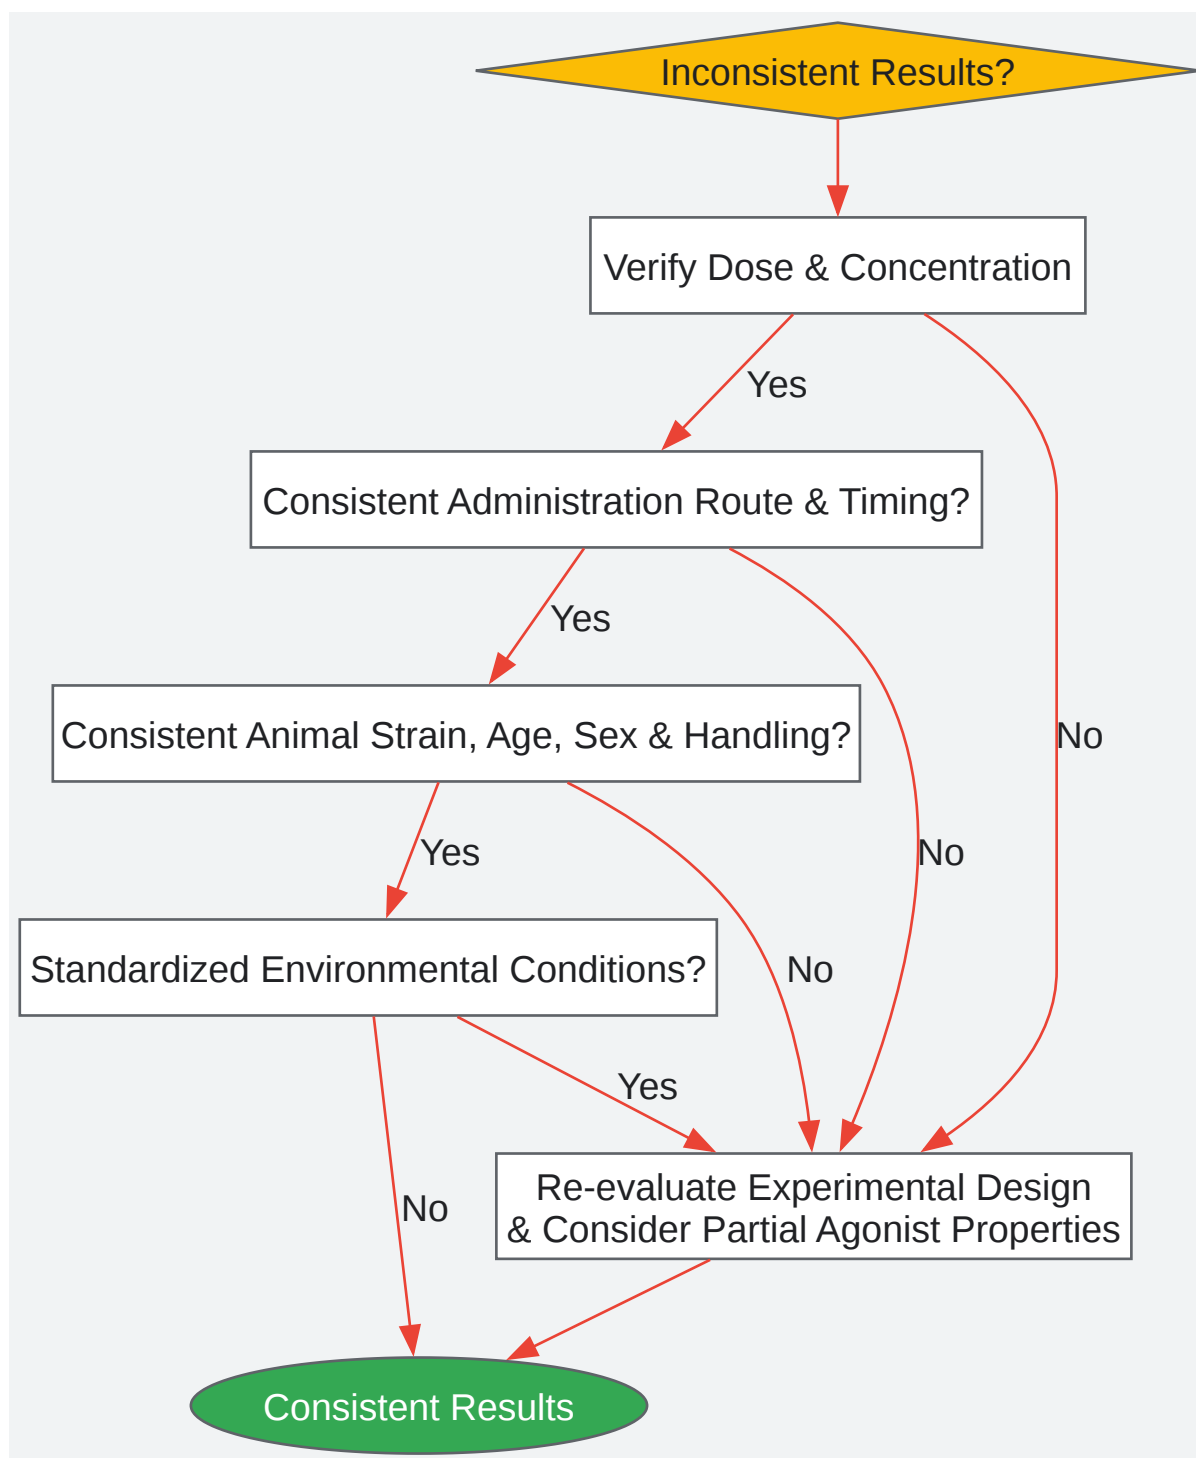 Inconsistent Results?
Verify Dose & Concentration
Yes
Consistent Administration Route & Timing?
Yes
Consistent Animal Strain, Age, Sex & Handling?
No
Yes
No
Standardized Environmental Conditions?
No
Yes
Re-evaluate Experimental Design
& Consider Partial Agonist Properties
No
Consistent Results